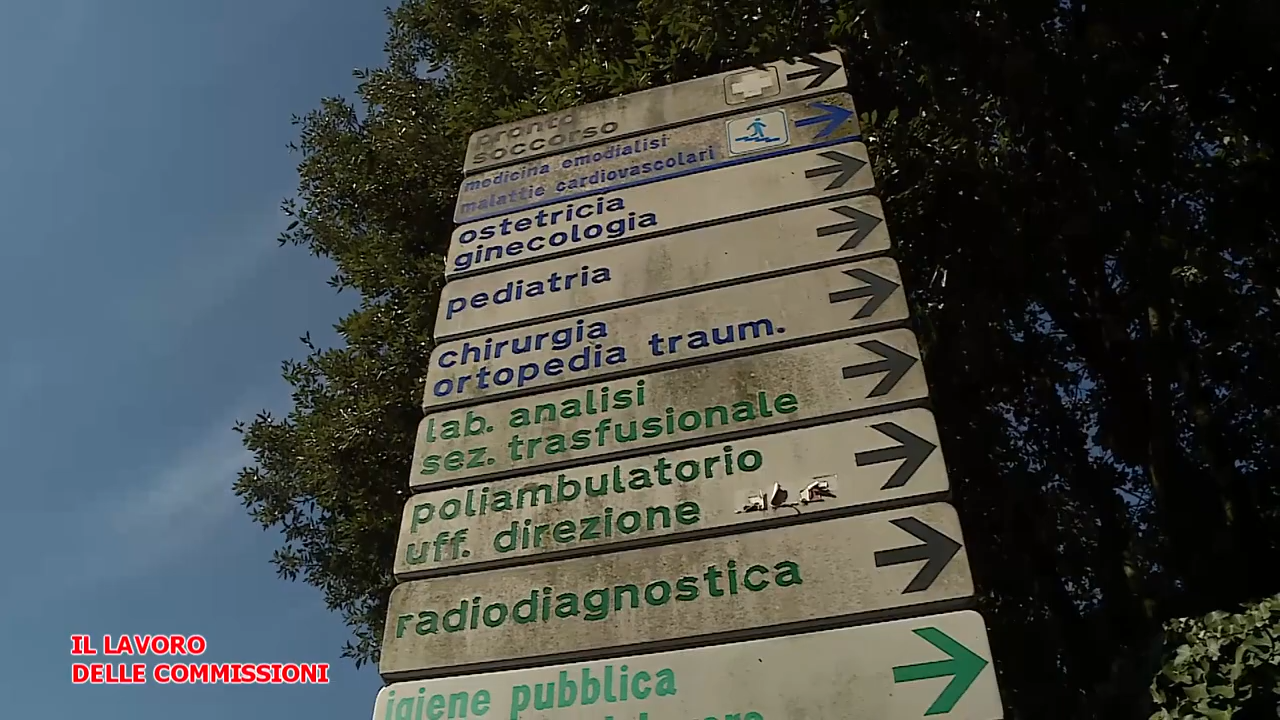 pronto
soccorso
medicina emodialisi
malattie cardiovascolari
ostetricia
ginecologia
pediatria
chirurgia
ortopedia traum.
lab. analisi
sez. trasfusionale
poliambulatorio
uff. direzione
radiodiagnostica
igiene pubblica
IL LAVORO
DELLE COMMISSIONI